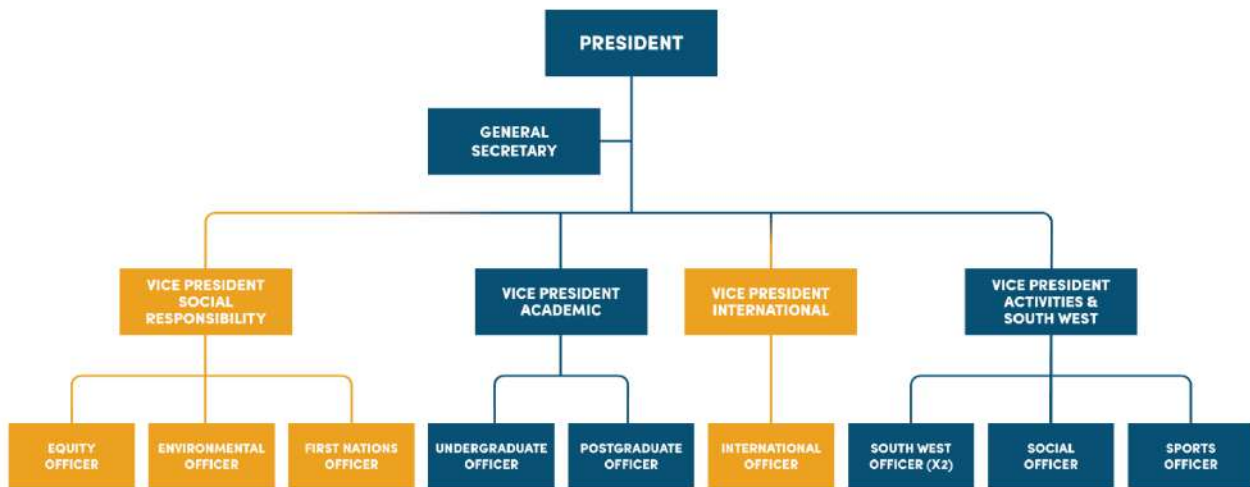 PRESIDENT
GENERAL
SECRETARY
VICE PRESIDENT
SOCIAL
RESPONSIBILITY
VICE PRESIDENT
ACADEMIC
VICE PRESIDENT
INTERNATIONAL
VICE PRESIDENT
ACTIVITIES &
SOUTH WEST
EQUITY
OFFICER
ENVIRONMENTAL
OFFICER
FIRST NATIONS
OFFICER
UNDERGRADUATE
OFFICER
POSTGRADUATE
OFFICER
INTERNATIONAL
OFFICER
SOUTH WEST
OFFICER (X2)
SOCIAL
OFFICER
SPORTS
OFFICER